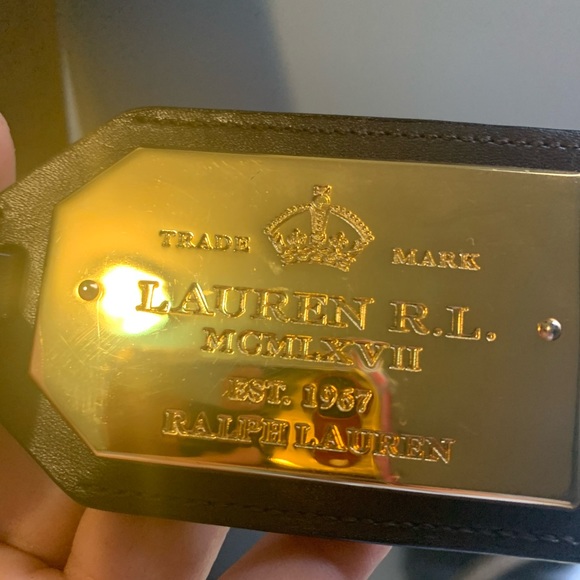 TRADE MARK
LAUREN R.L.
MCMLXVII
EST. 1967
RALPH LAUREN